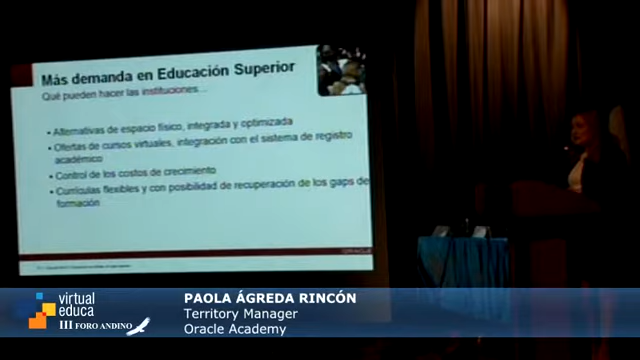 Más demanda en Educación Superior
Qué pueden hacer las instituciones...
• Alternativas de espacio físico, integrada y optimizada
• Ofertas de cursos virtuales, integración con el sistema de registro
académico
• Control de los costos de crecimiento
• Currículas flexibles y con posibilidad de recuperación de los gaps de
formación
ORACLE
virtual
educa
III FORO ANDINO
PAOLA ÁGREDA RINCÓN
Territory Manager
Oracle Academy